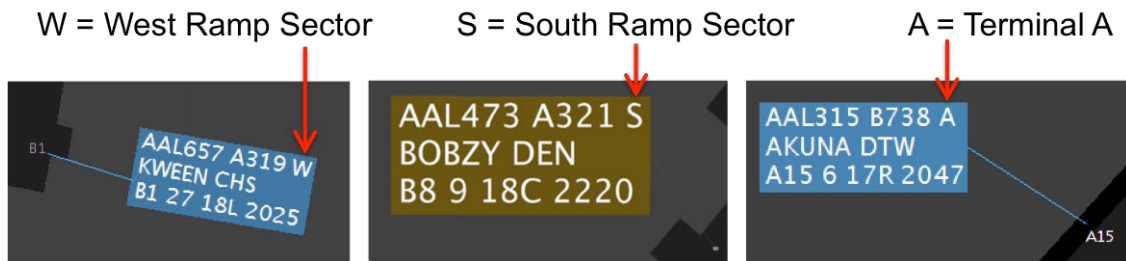 W = West Ramp Sector
S = South Ramp Sector
A = Terminal A
B1
AAL657 A319 W
KWEEN CHS
B1 27 18L 2025
AAL473 A321 S
BOBZY DEN
B8 9 18C 2220
AAL315 B738 A
AKUNA DTW
A15 6 17R 2047
A15